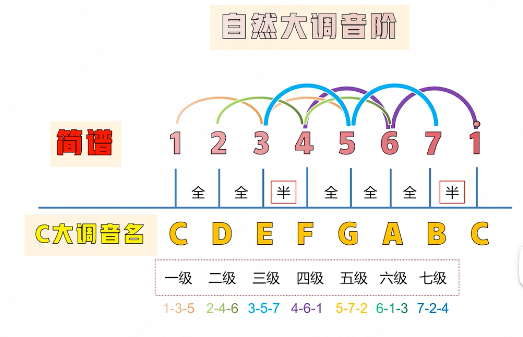 自然大调音阶
简谱 1 2 3 4 5 6 7 1
全 全 半 全 全 全 半
C大调音名 C D E F G A B C
一级 二级 三级 四级 五级 六级 七级
1-3-5 2-4-6 3-5-7 4-6-1 5-7-2 6-1-3 7-2-4